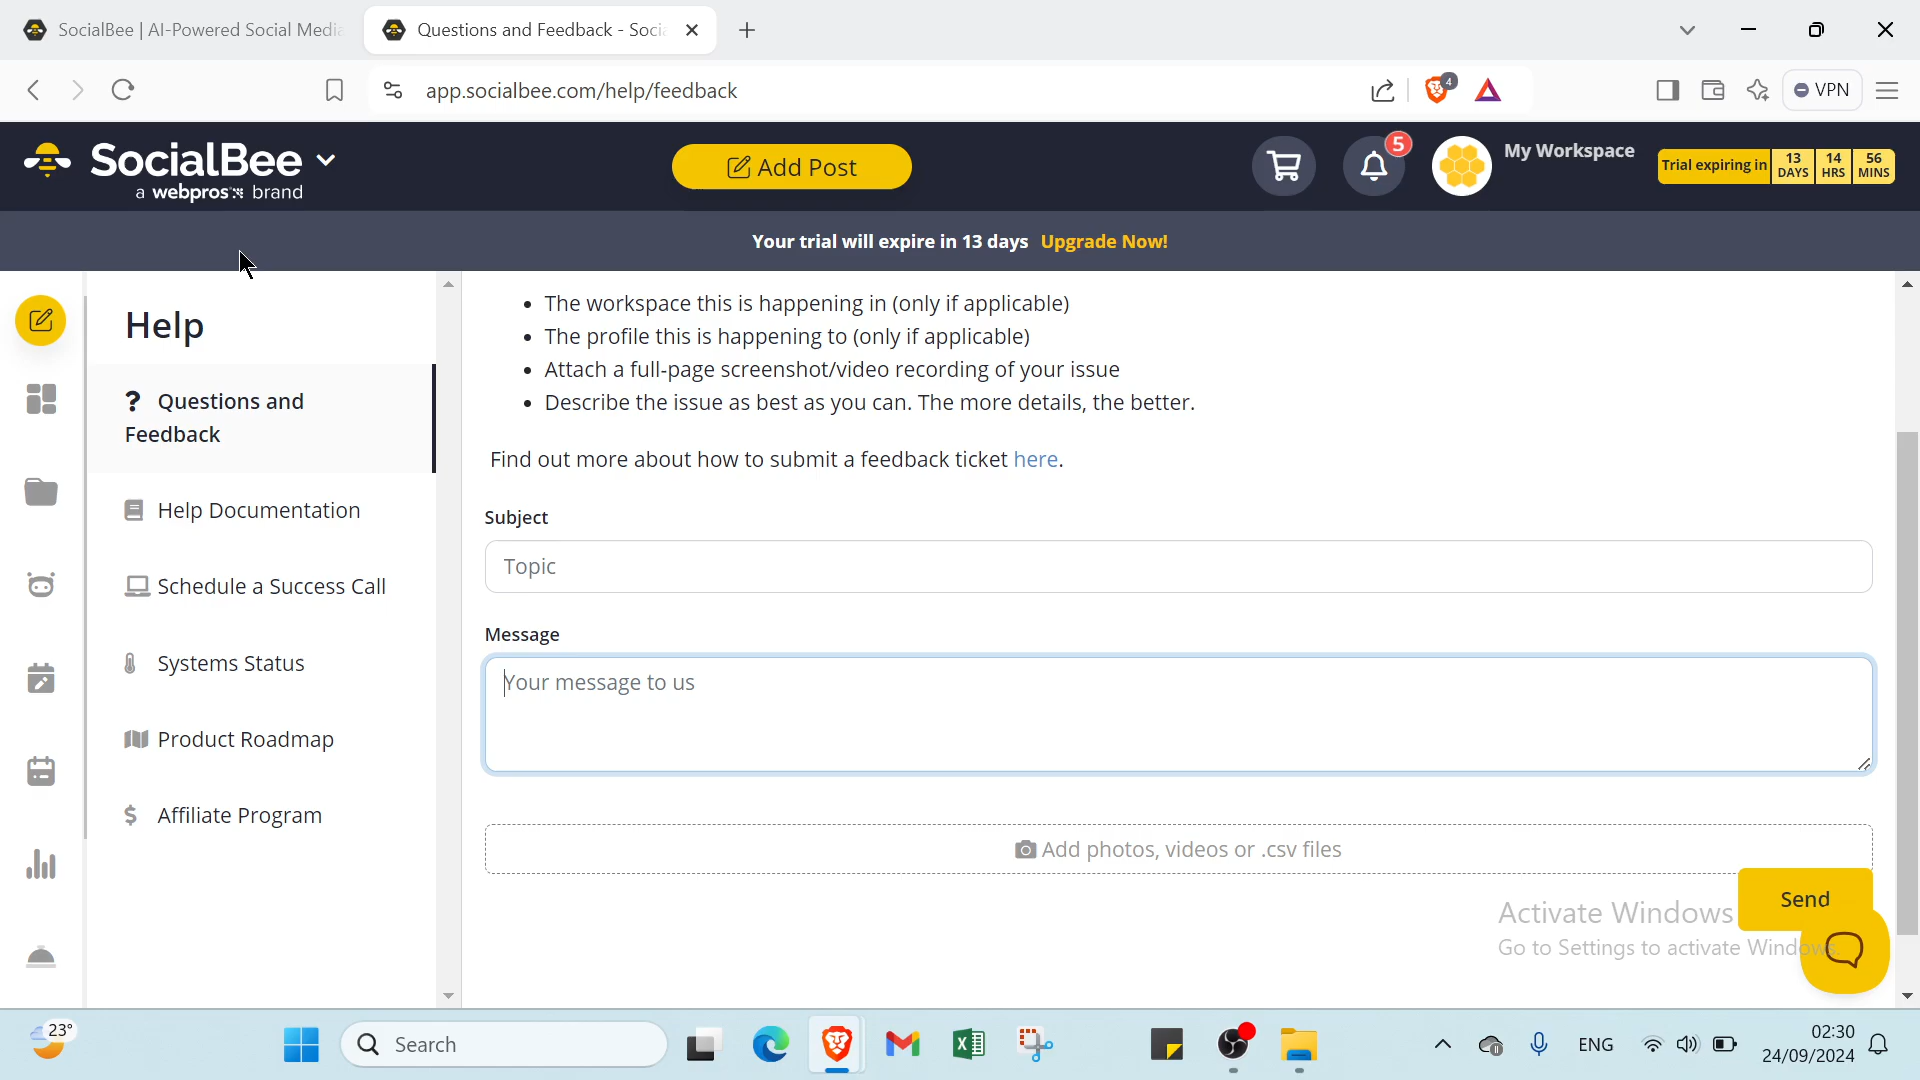 SocialBee | AI-Powered Social Medi
Questions and Feedback - Soci
app.socialbee.com/help/feedback
4
VPN
SocialBee
a webpros brand
Add Post
5
My Workspace
Trial expiring in
13
DAYS
14
HRS
56
MINS
Your trial will expire in 13 days Upgrade Now!
Help
? Questions and
Feedback
Help Documentation
Schedule a Success Call
Systems Status
Product Roadmap
$ Affiliate Program
• The workspace this is happening in (only if applicable)
• The profile this is happening to (only if applicable)
• Attach a full-page screenshot/video recording of your issue
• Describe the issue as best as you can. The more details, the better.
Find out more about how to submit a feedback ticket here.
Subject
Topic
Message
Your message to us
Add photos, videos or .csv files
Send
Activate Windows
Go to Settings to activate Windows.
23°
Search
ENG
02:30
24/09/2024